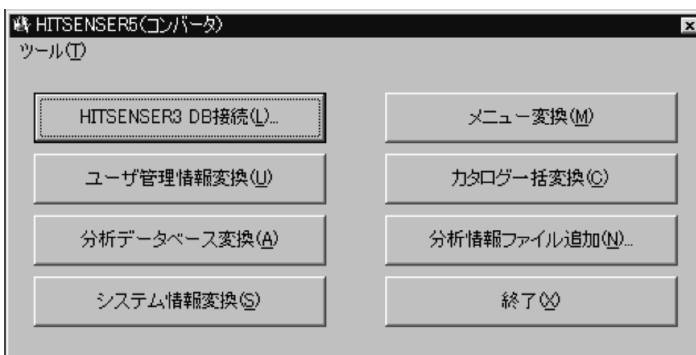 HITSENSER5(コンバータ)
ツール(T)
HITSENSER3 DB接続(L)...
メニュー変換(M)
ユーザ管理情報変換(U)
カタログ一括変換(C)
分析データベース変換(A)
分析情報ファイル追加(N)...
システム情報変換(S)
終了(X)